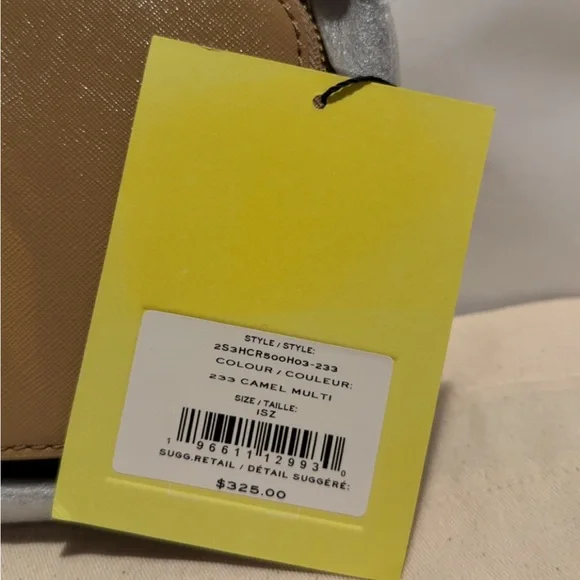 STYLE / STYLE:
2S3HCR500H03-233
COLOUR / COULEUR:
233 CAMEL MULTI
SIZE / TAILLE:
1SZ
1 96611 12993 0
SUGG.RETAIL / DÉTAIL SUGGÉRÉ:
$325.00